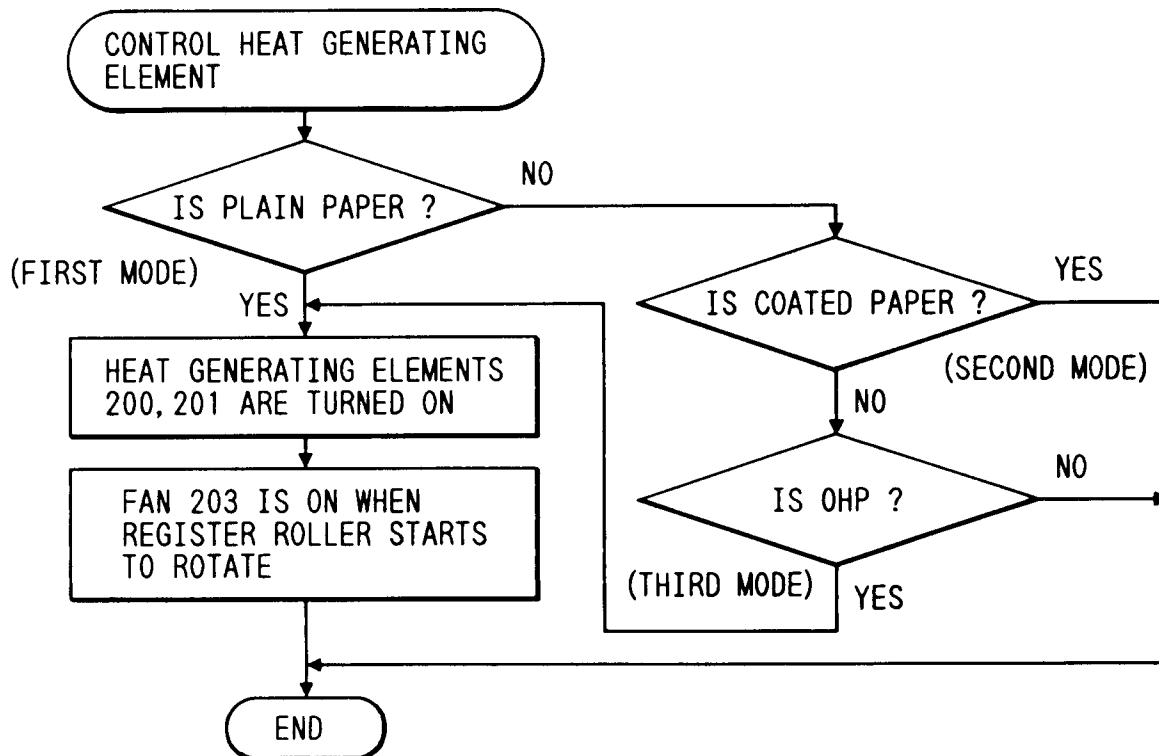 CONTROL HEAT GENERATING
ELEMENT
IS PLAIN PAPER ?
NO
(FIRST MODE)
YES
HEAT GENERATING ELEMENTS
200,201 ARE TURNED ON
FAN 203 IS ON WHEN
REGISTER ROLLER STARTS
TO ROTATE
IS COATED PAPER ?
YES
(SECOND MODE)
NO
IS OHP ?
NO
(THIRD MODE)
YES
END